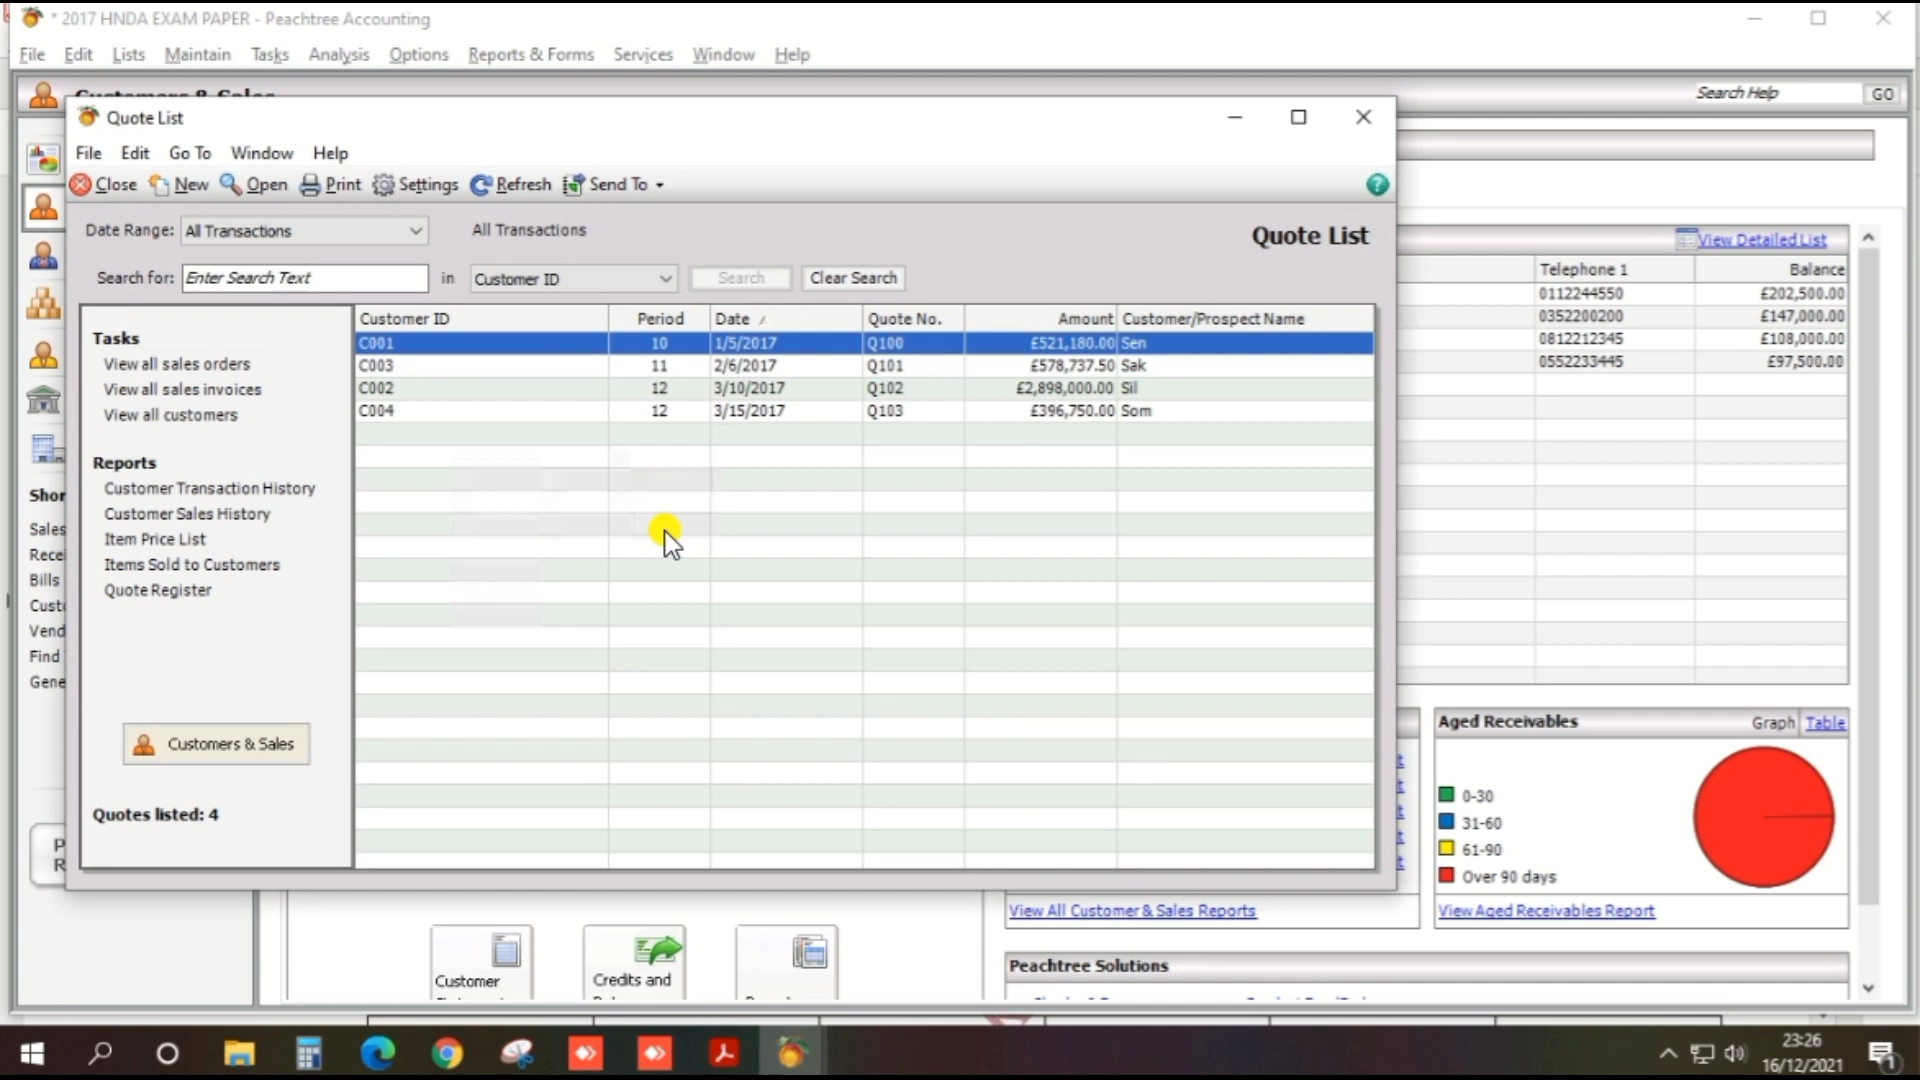 * 2017 HNDA EXAM PAPER - Peachtree Accounting
File Edit Lists Maintain Tasks Analysis Options Reports & Forms Services Window Help
Customers & Sales
Search Help GO
Quote List
File Edit Go To Window Help
Close New Open Print Settings Refresh Send To
Date Range: All Transactions All Transactions
Quote List
Search for: Enter Search Text in Customer ID Search Clear Search
Tasks
View all sales orders
View all sales invoices
View all customers
Reports
Customer Transaction History
Customer Sales History
Item Price List
Items Sold to Customers
Quote Register
Customers & Sales
Quotes listed: 4
Customer ID Period Date Quote No. Amount Customer/Prospect Name
C001 10 1/5/2017 Q100 £521,180.00 Sen
C003 11 2/6/2017 Q101 £578,737.50 Sak
C002 12 3/10/2017 Q102 £2,898,000.00 Sil
C004 12 3/15/2017 Q103 £396,750.00 Som
View Detailed List
Telephone 1 Balance
0112244550 £202,500.00
0352200200 £147,000.00
0812212345 £108,000.00
0552233445 £97,500.00
Shor
Sales
Recei
Bills
Custo
Vend
Find
Gene
P
R
Aged Receivables Graph Table
0-30
31-60
61-90
Over 90 days
View All Customer & Sales Reports
View Aged Receivables Report
Customer
Credits and
Peachtree Solutions
23:26
16/12/2021
1